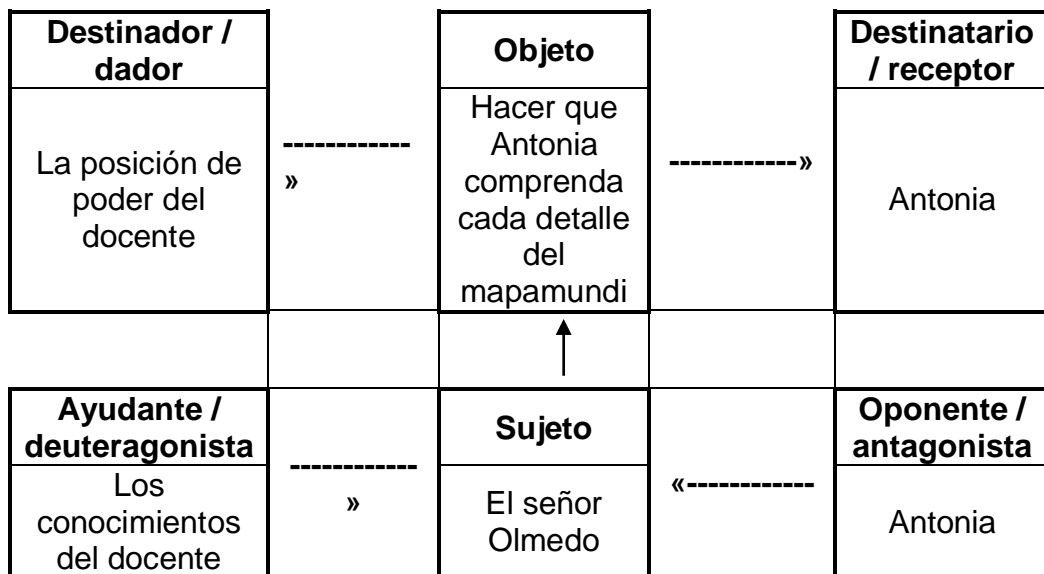 Destinador /
dador
Objeto
Destinatario
/ receptor
La posición de
poder del
docente
------------
»
Hacer que
Antonia
comprenda
cada detalle
del
mapamundi
------------»
Antonia
Ayudante /
deuteragonista
Sujeto
Oponente /
antagonista
Los
conocimientos
del docente
------------
»
El señor
Olmedo
«------------
Antonia